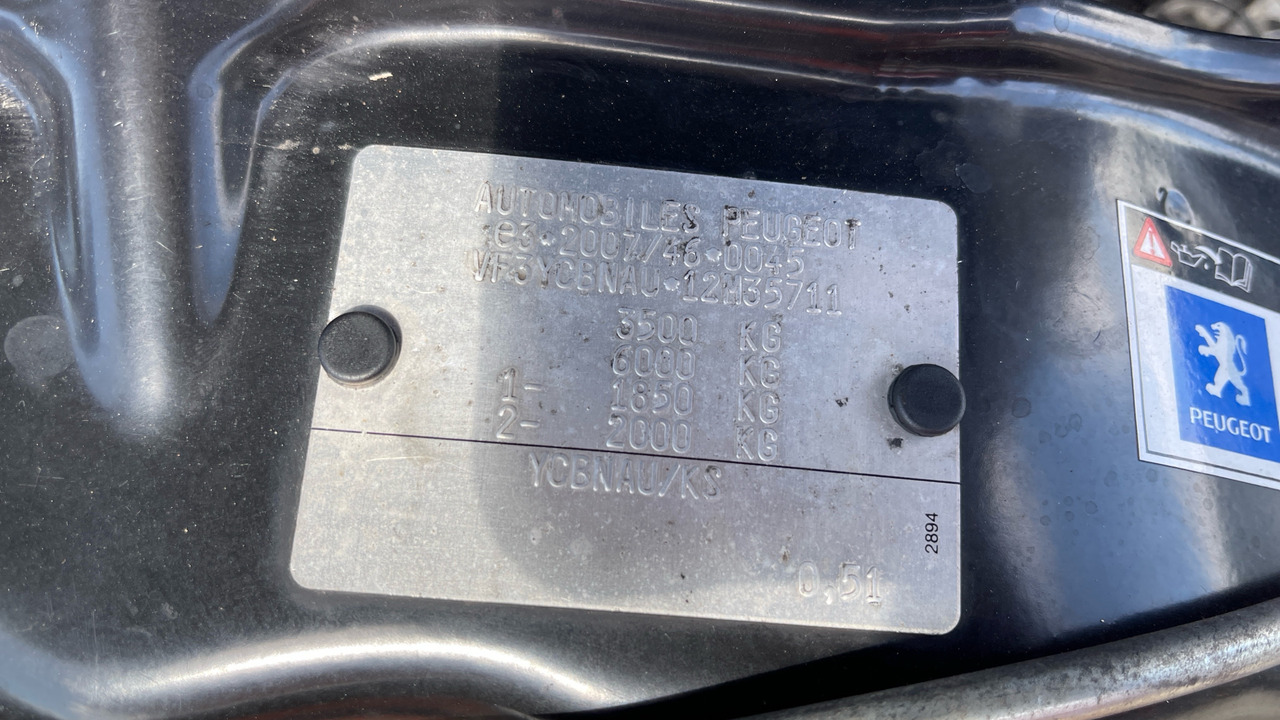 AUTOMOBILES PEUGEOT
*e3*2007/46*0045
VF3YCBNAU*12M35711
3500 KG
6000 KG
1- 1850 KG
2- 2000 KG
YCBNAU/KS
2894
0,51
PEUGEOT